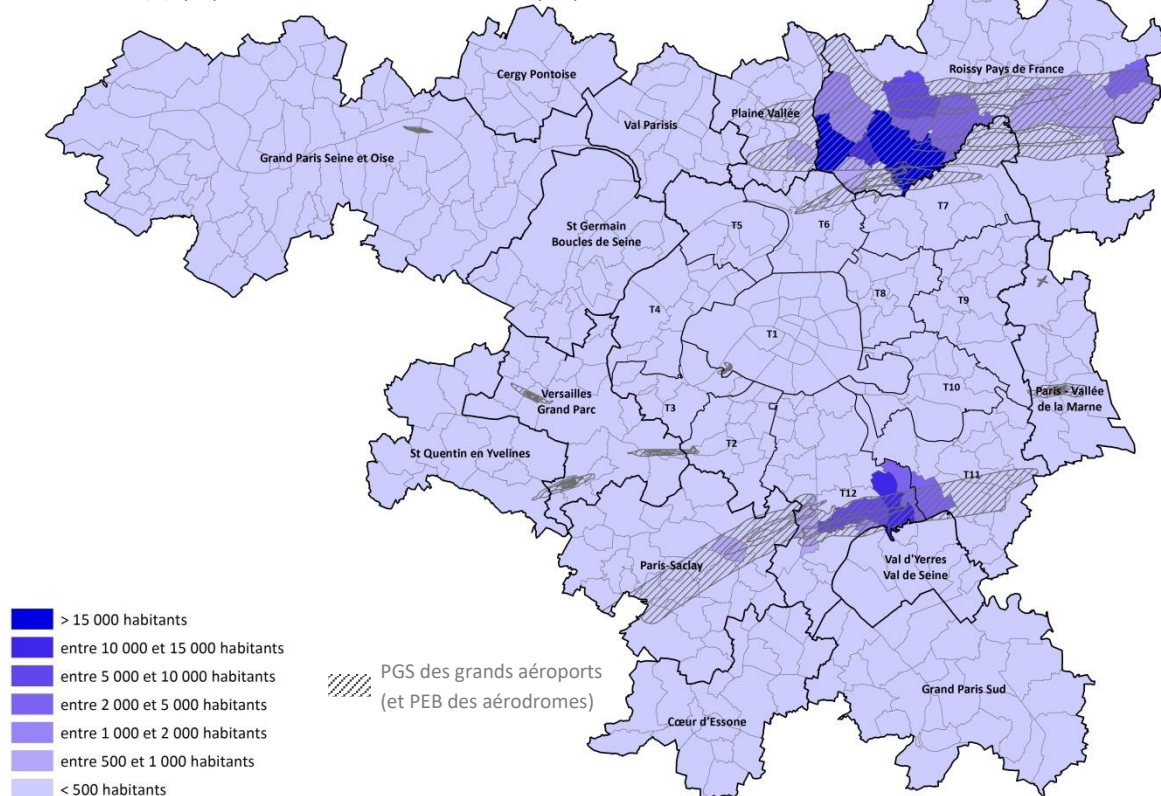 Cergy Pontoise
Roissy Pays de France
Val Parisis
Plaine Vallée
Grand Paris Seine et Oise
St Germain
Boucles de Seine
T5
T6
T7
T4
T8
T9
T1
Versailles
Grand Parc
T3
T10
Paris - Vallée
de la Marne
St Quentin en Yvelines
T2
T11
T12
Paris-Saclay
Val d'Yerres
Val de Seine
Grand Paris Sud
Cœur d'Essone
> 15 000 habitants
entre 10 000 et 15 000 habitants
entre 5 000 et 10 000 habitants
entre 2 000 et 5 000 habitants
entre 1 000 et 2 000 habitants
entre 500 et 1 000 habitants
< 500 habitants
PGS des grands aéroports
(et PEB des aérodromes)